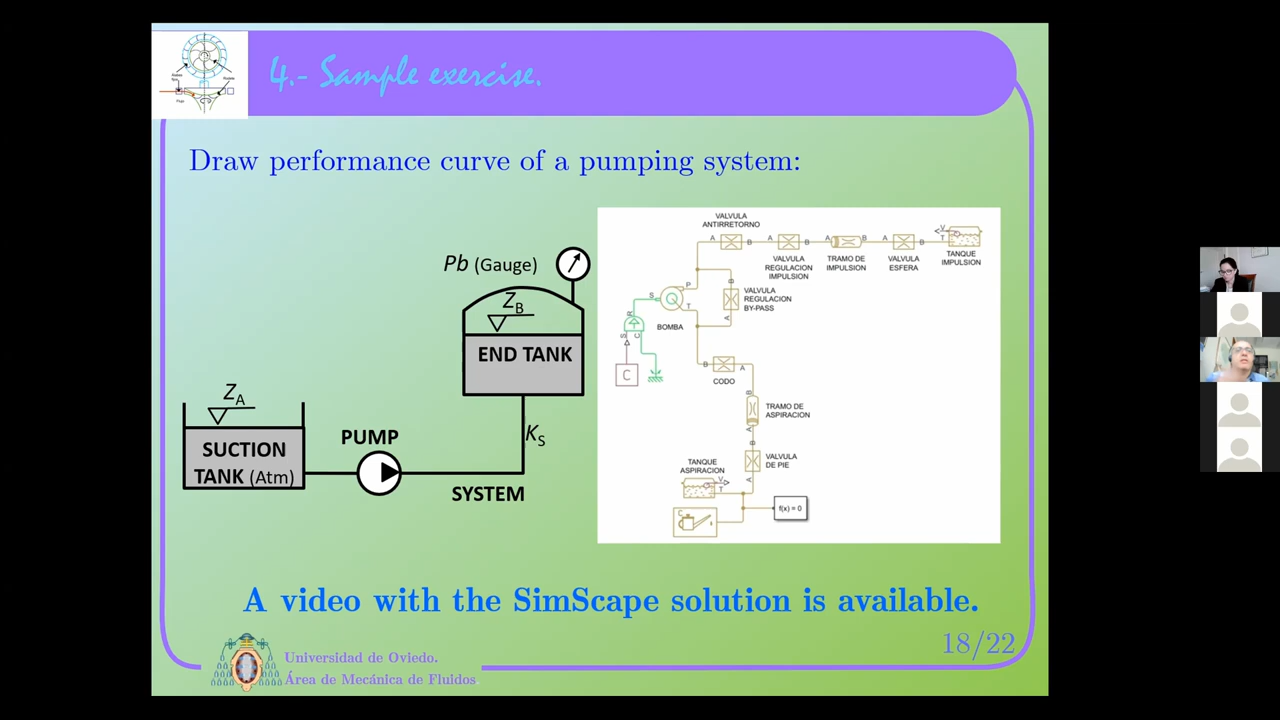 4.- Sample exercise.
Draw performance curve of a pumping system:
Pb (Gauge)
ZB
END TANK
ZA
SUCTION
TANK (Atm)
PUMP
KS
SYSTEM
VALVULA
ANTIRRETORNO
A
B
A
B
A
B
A
B
V
T
VALVULA
REGULACION
IMPULSION
TRAMO DE
IMPULSION
VALVULA
ESFERA
TANQUE
IMPULSION
S
P
T
BOMBA
B
A
VALVULA
REGULACION
BY-PASS
R
S
C
C
B
A
CODO
B
A
TRAMO DE
ASPIRACION
B
A
VALVULA
DE PIE
TANQUE
ASPIRACION
V
T
C
f(x) = 0
A video with the SimScape solution is available.
18/22
Universidad de Oviedo.
Área de Mecánica de Fluidos